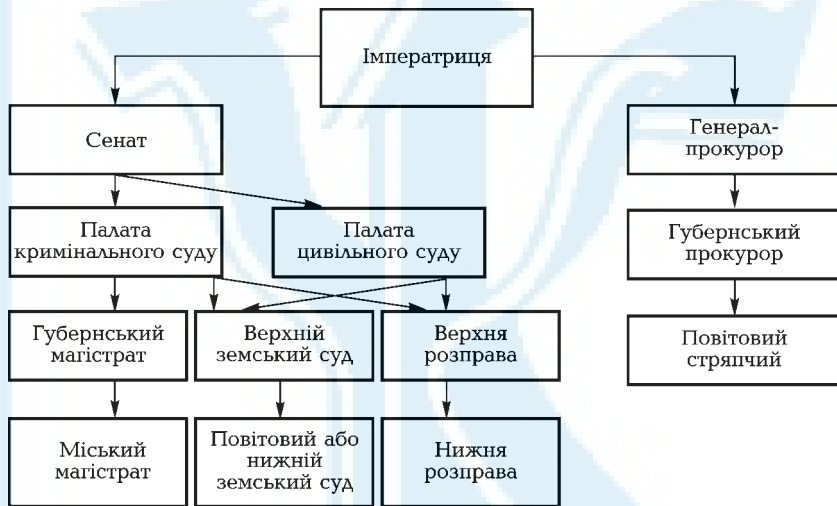 Імператриця
Сенат
Генерал-
прокурор
Палата
кримінального суду
Палата
цивільного суду
Губернський
прокурор
Губернський
магістрат
Верхній
земський суд
Верхня
розправа
Повітовий
стряпчий
Міський
магістрат
Повітовий або
нижній
земський суд
Нижня
розправа